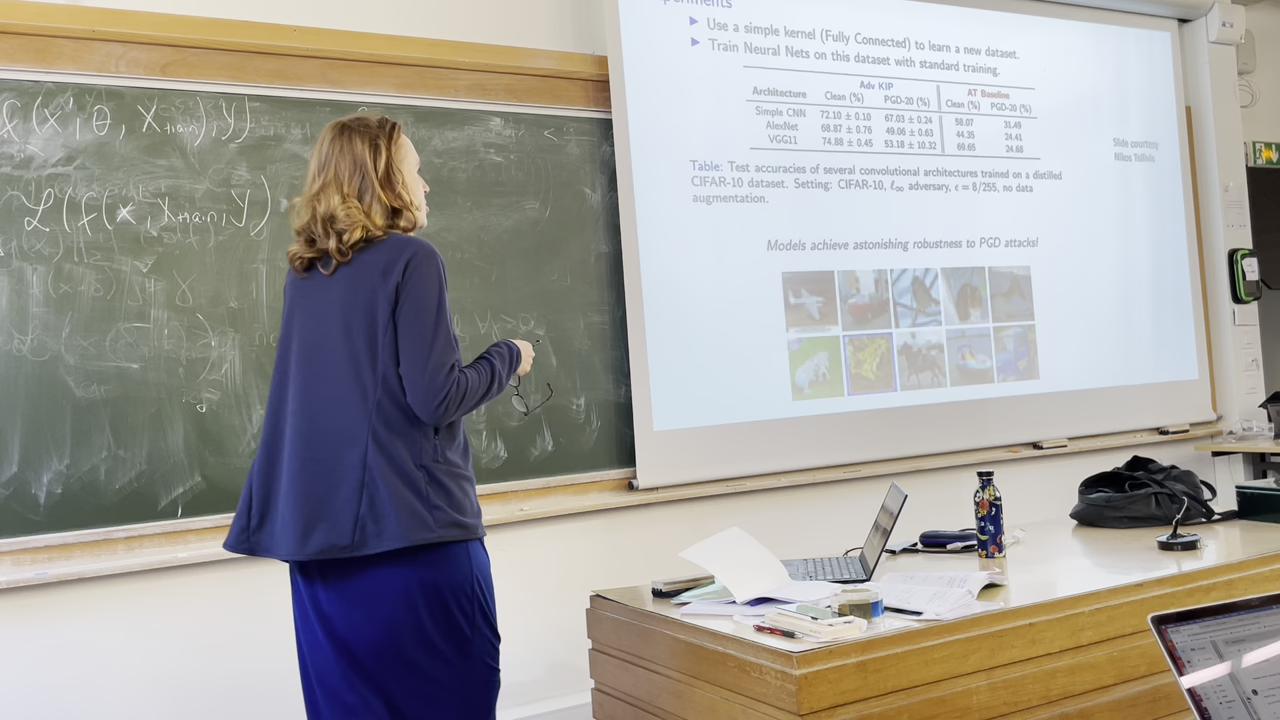 f(x', θ, Xtrain), y)]
L(f(x, Xtrain, y)
periments
Use a simple kernel (Fully Connected) to learn a new dataset.
Train Neural Nets on this dataset with standard training.
Adv KIP AT Baseline
Architecture Clean (%) PGD-20 (%) Clean (%) PGD-20 (%)
Simple CNN 72.10 ± 0.10 67.03 ± 0.24 58.07 31.49
AlexNet 68.87 ± 0.76 49.06 ± 0.63 44.35 24.41
VGG11 74.88 ± 0.45 53.18 ± 10.32 69.65 24.68
Table: Test accuracies of several convolutional architectures trained on a distilled
CIFAR-10 dataset. Setting: CIFAR-10, ℓ∞ adversary, ϵ = 8/255, no data
augmentation.
Models achieve astonishing robustness to PGD attacks!
Slide courtesy
Nikos Tsilivis